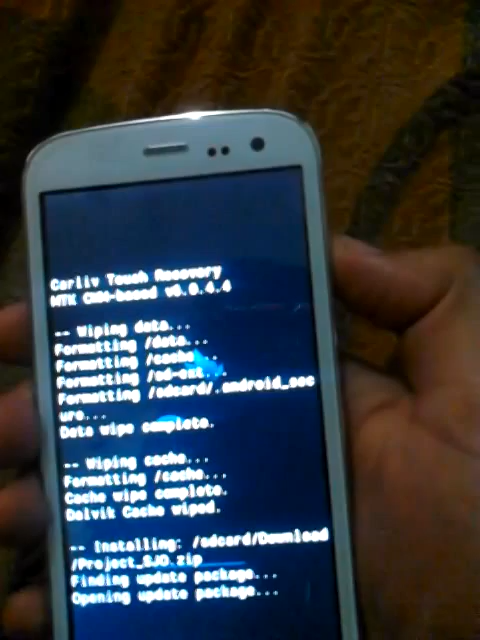 Carliv Touch Recovery
MTK CWM-based v6.0.4.4
-- Wiping data...
Formatting /data...
Formatting /cache...
Formatting /sd-ext...
Formatting /sdcard/.android_sec
ure...
Data wipe complete.
-- Wiping cache...
Formatting /cache...
Cache wipe complete.
Dalvik Cache wiped.
-- Installing: /sdcard/Download
/Project_SJO.zip
Finding update package...
Opening update package...